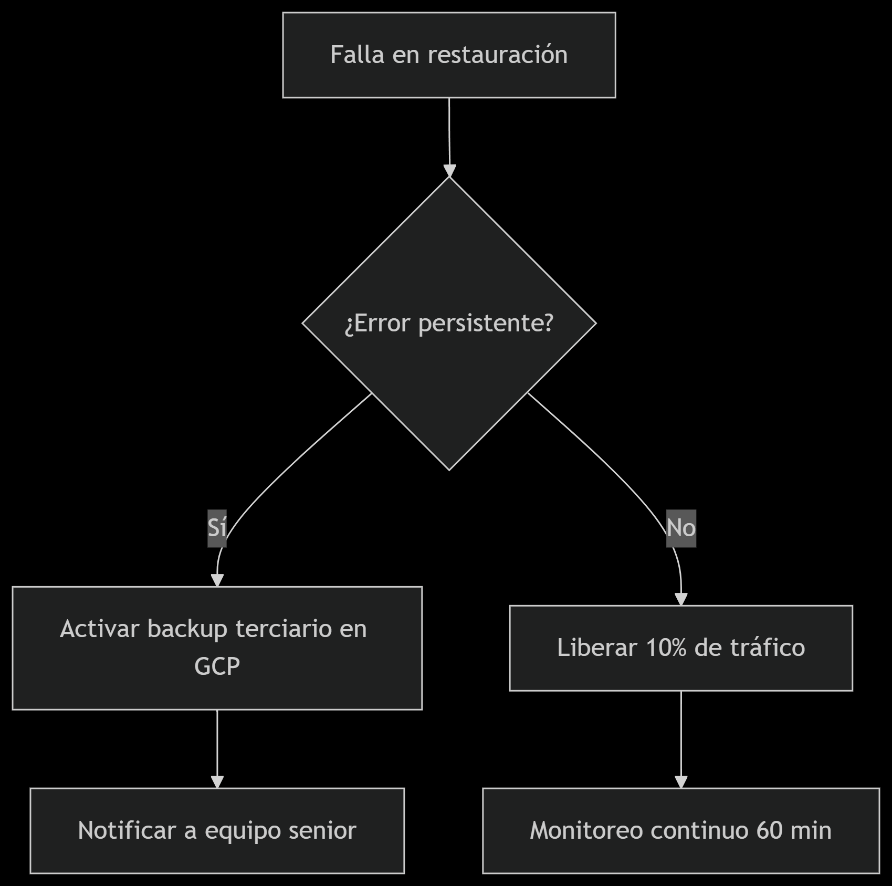 Falla en restauración
¿Error persistente?
Sí
No
Activar backup terciario en
GCP
Liberar 10% de tráfico
Notificar a equipo senior
Monitoreo continuo 60 min